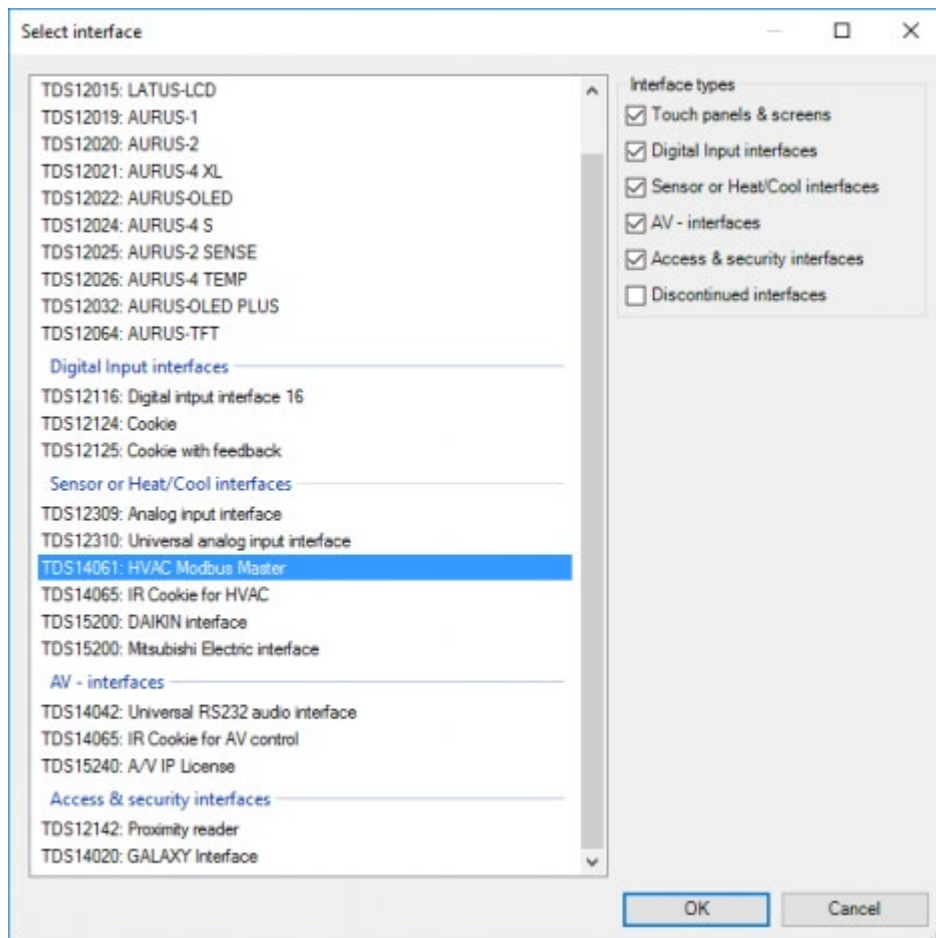 Select interface
TDS12015: LATUS-LCD
TDS12019: AURUS-1
TDS12020: AURUS-2
TDS12021: AURUS-4 XL
TDS12022: AURUS-OLED
TDS12024: AURUS-4 S
TDS12025: AURUS-2 SENSE
TDS12026: AURUS-4 TEMP
TDS12032: AURUS-OLED PLUS
TDS12064: AURUS-TFT
Digital Input interfaces
TDS12116: Digital intput interface 16
TDS12124: Cookie
TDS12125: Cookie with feedback
Sensor or Heat/Cool interfaces
TDS12309: Analog input interface
TDS12310: Universal analog input interface
TDS14061: HVAC Modbus Master
TDS14065: IR Cookie for HVAC
TDS15200: DAIKIN interface
TDS15200: Mitsubishi Electric interface
AV - interfaces
TDS14042: Universal RS232 audio interface
TDS14065: IR Cookie for AV control
TDS15240: A/V IP License
Access & security interfaces
TDS12142: Proximity reader
TDS14020: GALAXY Interface
Interface types
Touch panels & screens
Digital Input interfaces
Sensor or Heat/Cool interfaces
AV - interfaces
Access & security interfaces
Discontinued interfaces
OK
Cancel